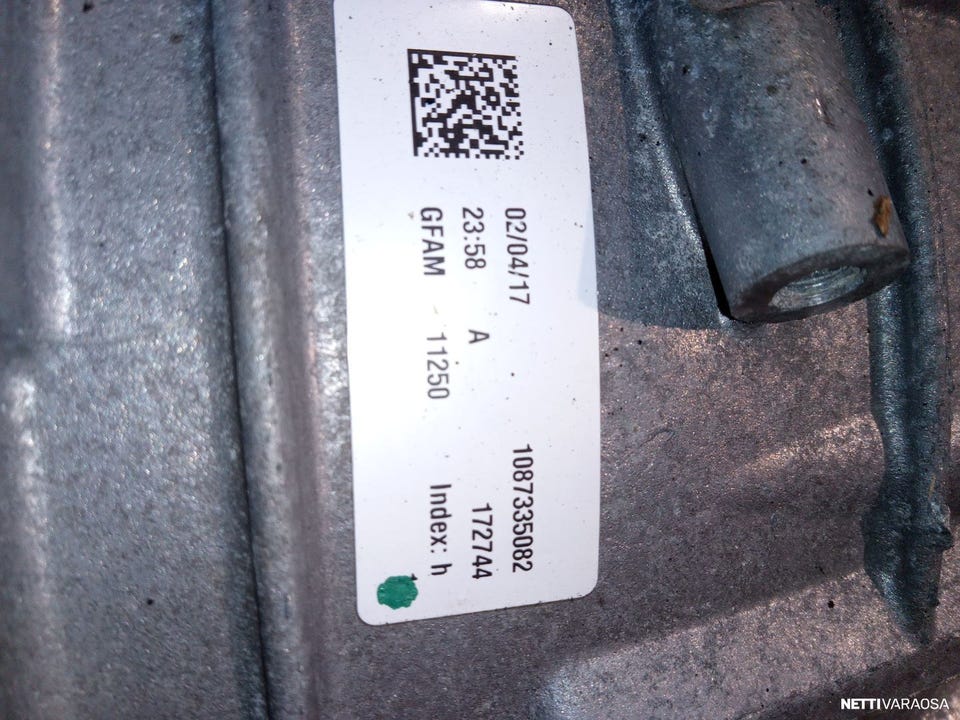 02/04/17 1087335082
23:58 A 172744
GFAM 11250 Index: h
NETTIVARAOSA